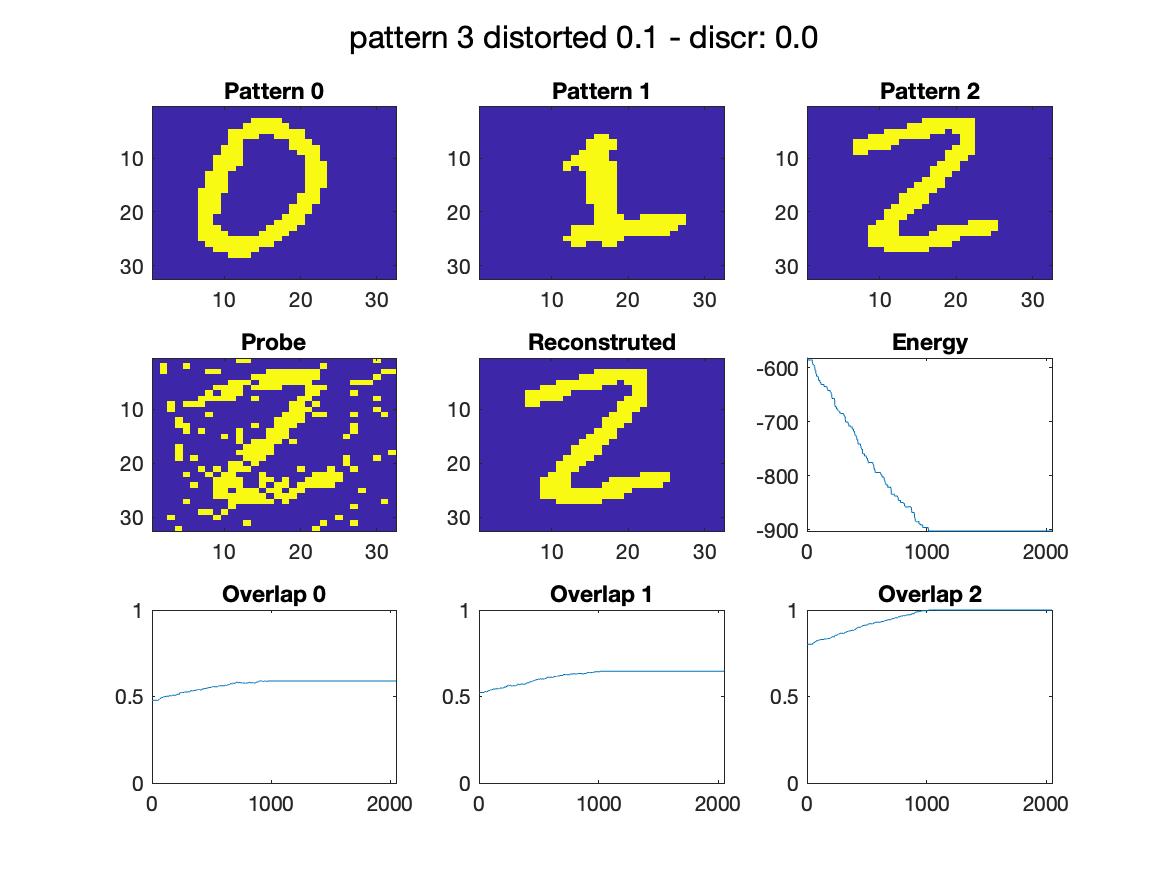 pattern 3 distorted 0.1 - discr: 0.0
Pattern 0 Pattern 1 Pattern 2
10 10 10
20 20 20
30 30 30
10 20 30 10 20 30 10 20 30
Probe Reconstruted Energy
-600
10 10 -700
20 20 -800
30 30 -900
10 20 30 10 20 30 0 1000 2000
Overlap 0 Overlap 1 Overlap 2
1 1 1
0.5 0.5 0.5
0 0 0
0 1000 2000 0 1000 2000 0 1000 2000